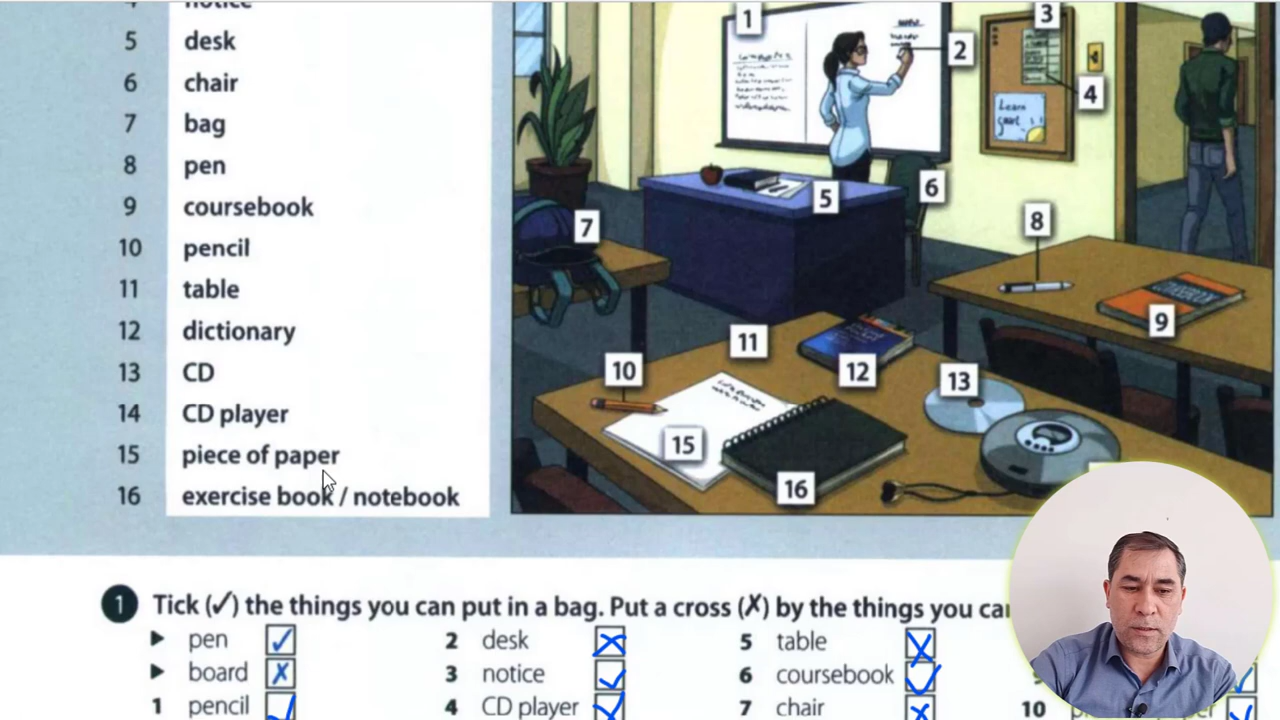 4 notice
5 desk
6 chair
7 bag
8 pen
9 coursebook
10 pencil
11 table
12 dictionary
13 CD
14 CD player
15 piece of paper
16 exercise book / notebook
1
2
3
4
Learn
5
6
7
8
9
10
11
12
13
15
16
1 Tick (✓) the things you can put in a bag. Put a cross (✗) by the things you
▶ pen ✓ 2 desk ✗ 5 table ✗
▶ board ✗ 3 notice ✓ 6 coursebook ✓ ✓
1 pencil ✓ 4 CD player ✓ 7 chair ✗ 10 ✓